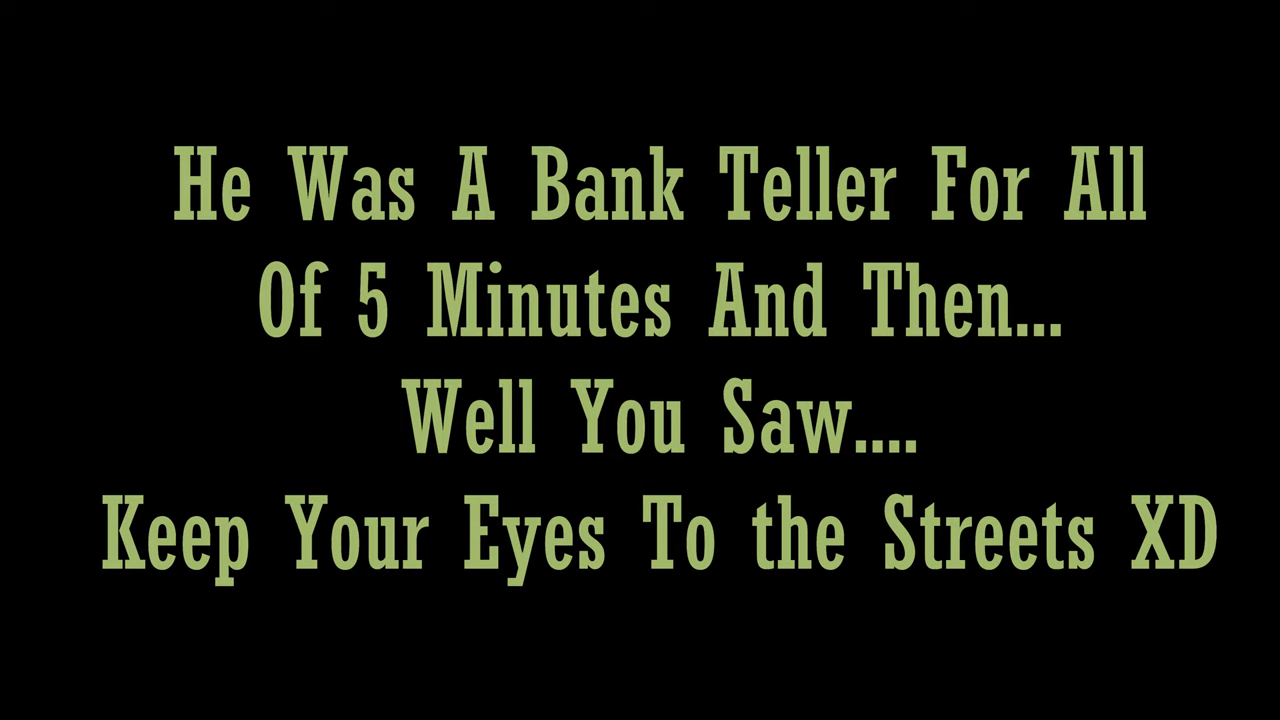 He Was A Bank Teller For All
Of 5 Minutes And Then...
Well You Saw....
Keep Your Eyes To the Streets XD